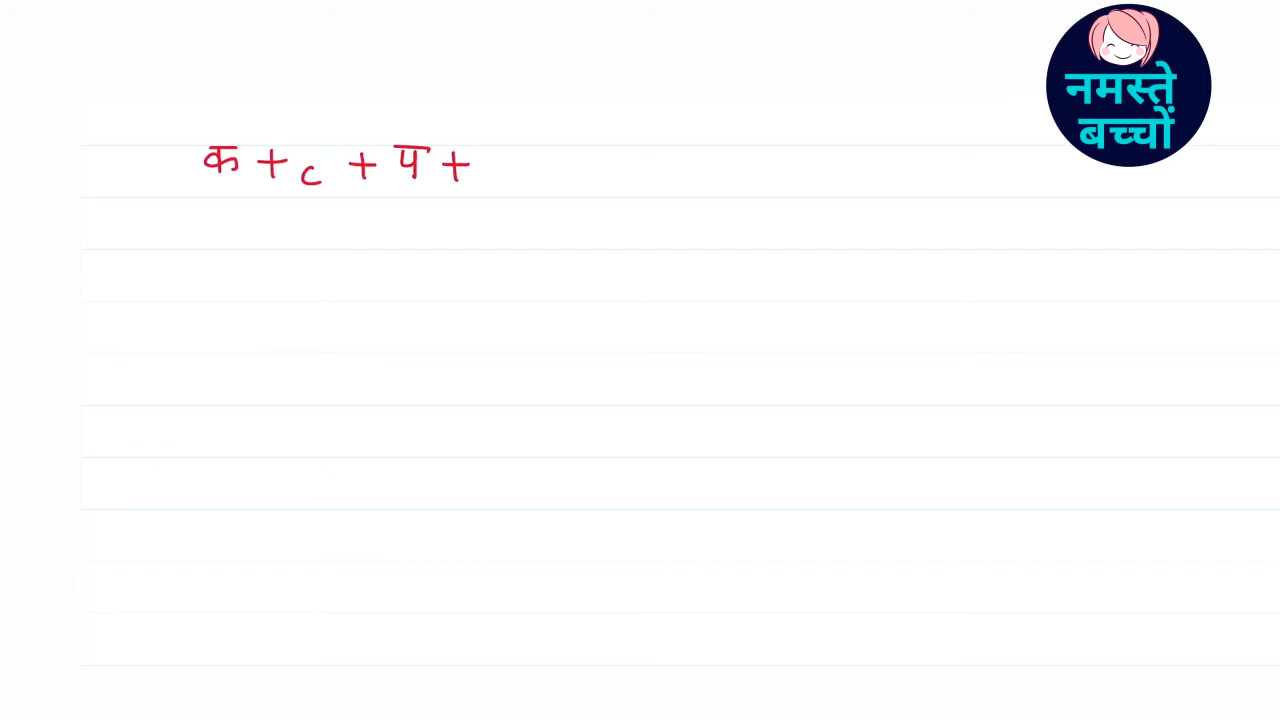 नमस्ते
बच्चों
क + ृ + प +